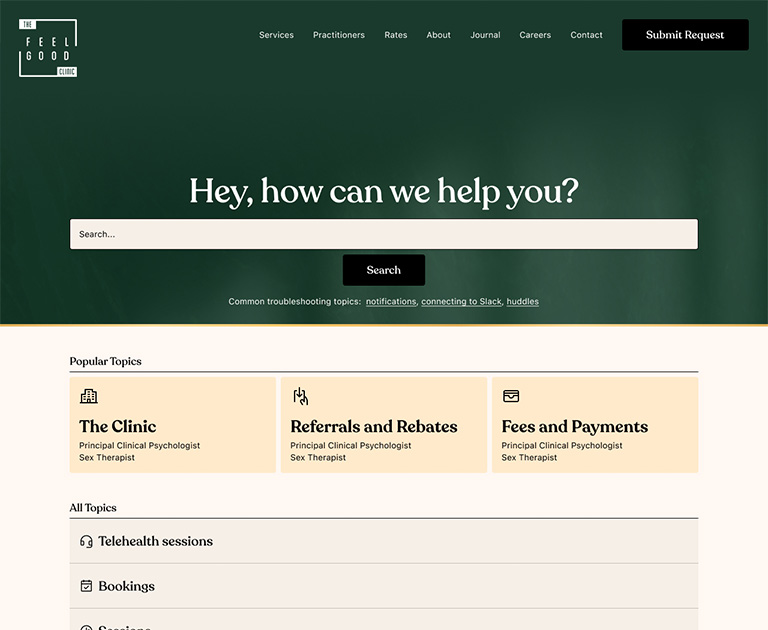 THE
FEEL
GOOD
CLINIC
Services Practitioners Rates About Journal Careers Contact Submit Request
Hey, how can we help you?
Search...
Search
Common troubleshooting topics: notifications, connecting to Slack, huddles
Popular Topics
The Clinic
Principal Clinical Psychologist
Sex Therapist
Referrals and Rebates
Principal Clinical Psychologist
Sex Therapist
Fees and Payments
Principal Clinical Psychologist
Sex Therapist
All Topics
Telehealth sessions
Bookings
Sessions